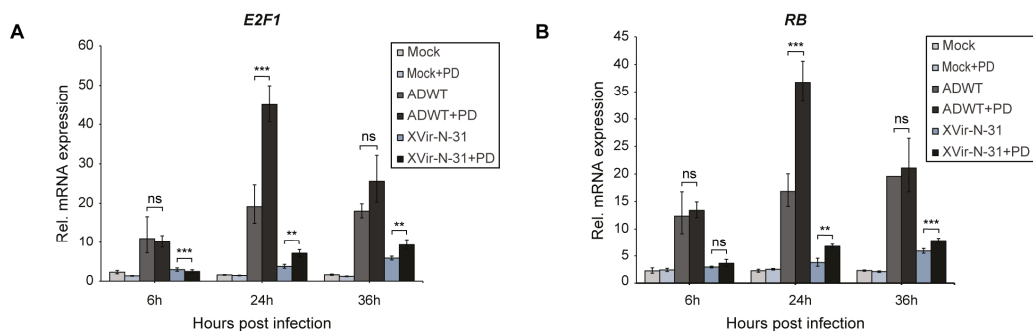 E2F1
A
Rel. mRNA expression
60
50
40
30
20
10
0
ns
***
***
**
ns
**
6h
24h
36h
Hours post infection
Mock
Mock+PD
ADWT
ADWT+PD
XVir-N-31
XVir-N-31+PD
RB
B
Rel. mRNA expression
45
40
35
30
25
20
15
10
5
0
ns
ns
***
**
ns
***
6h
24h
36h
Hours post infection
Mock
Mock+PD
ADWT
ADWT+PD
XVir-N-31
XVir-N-31+PD